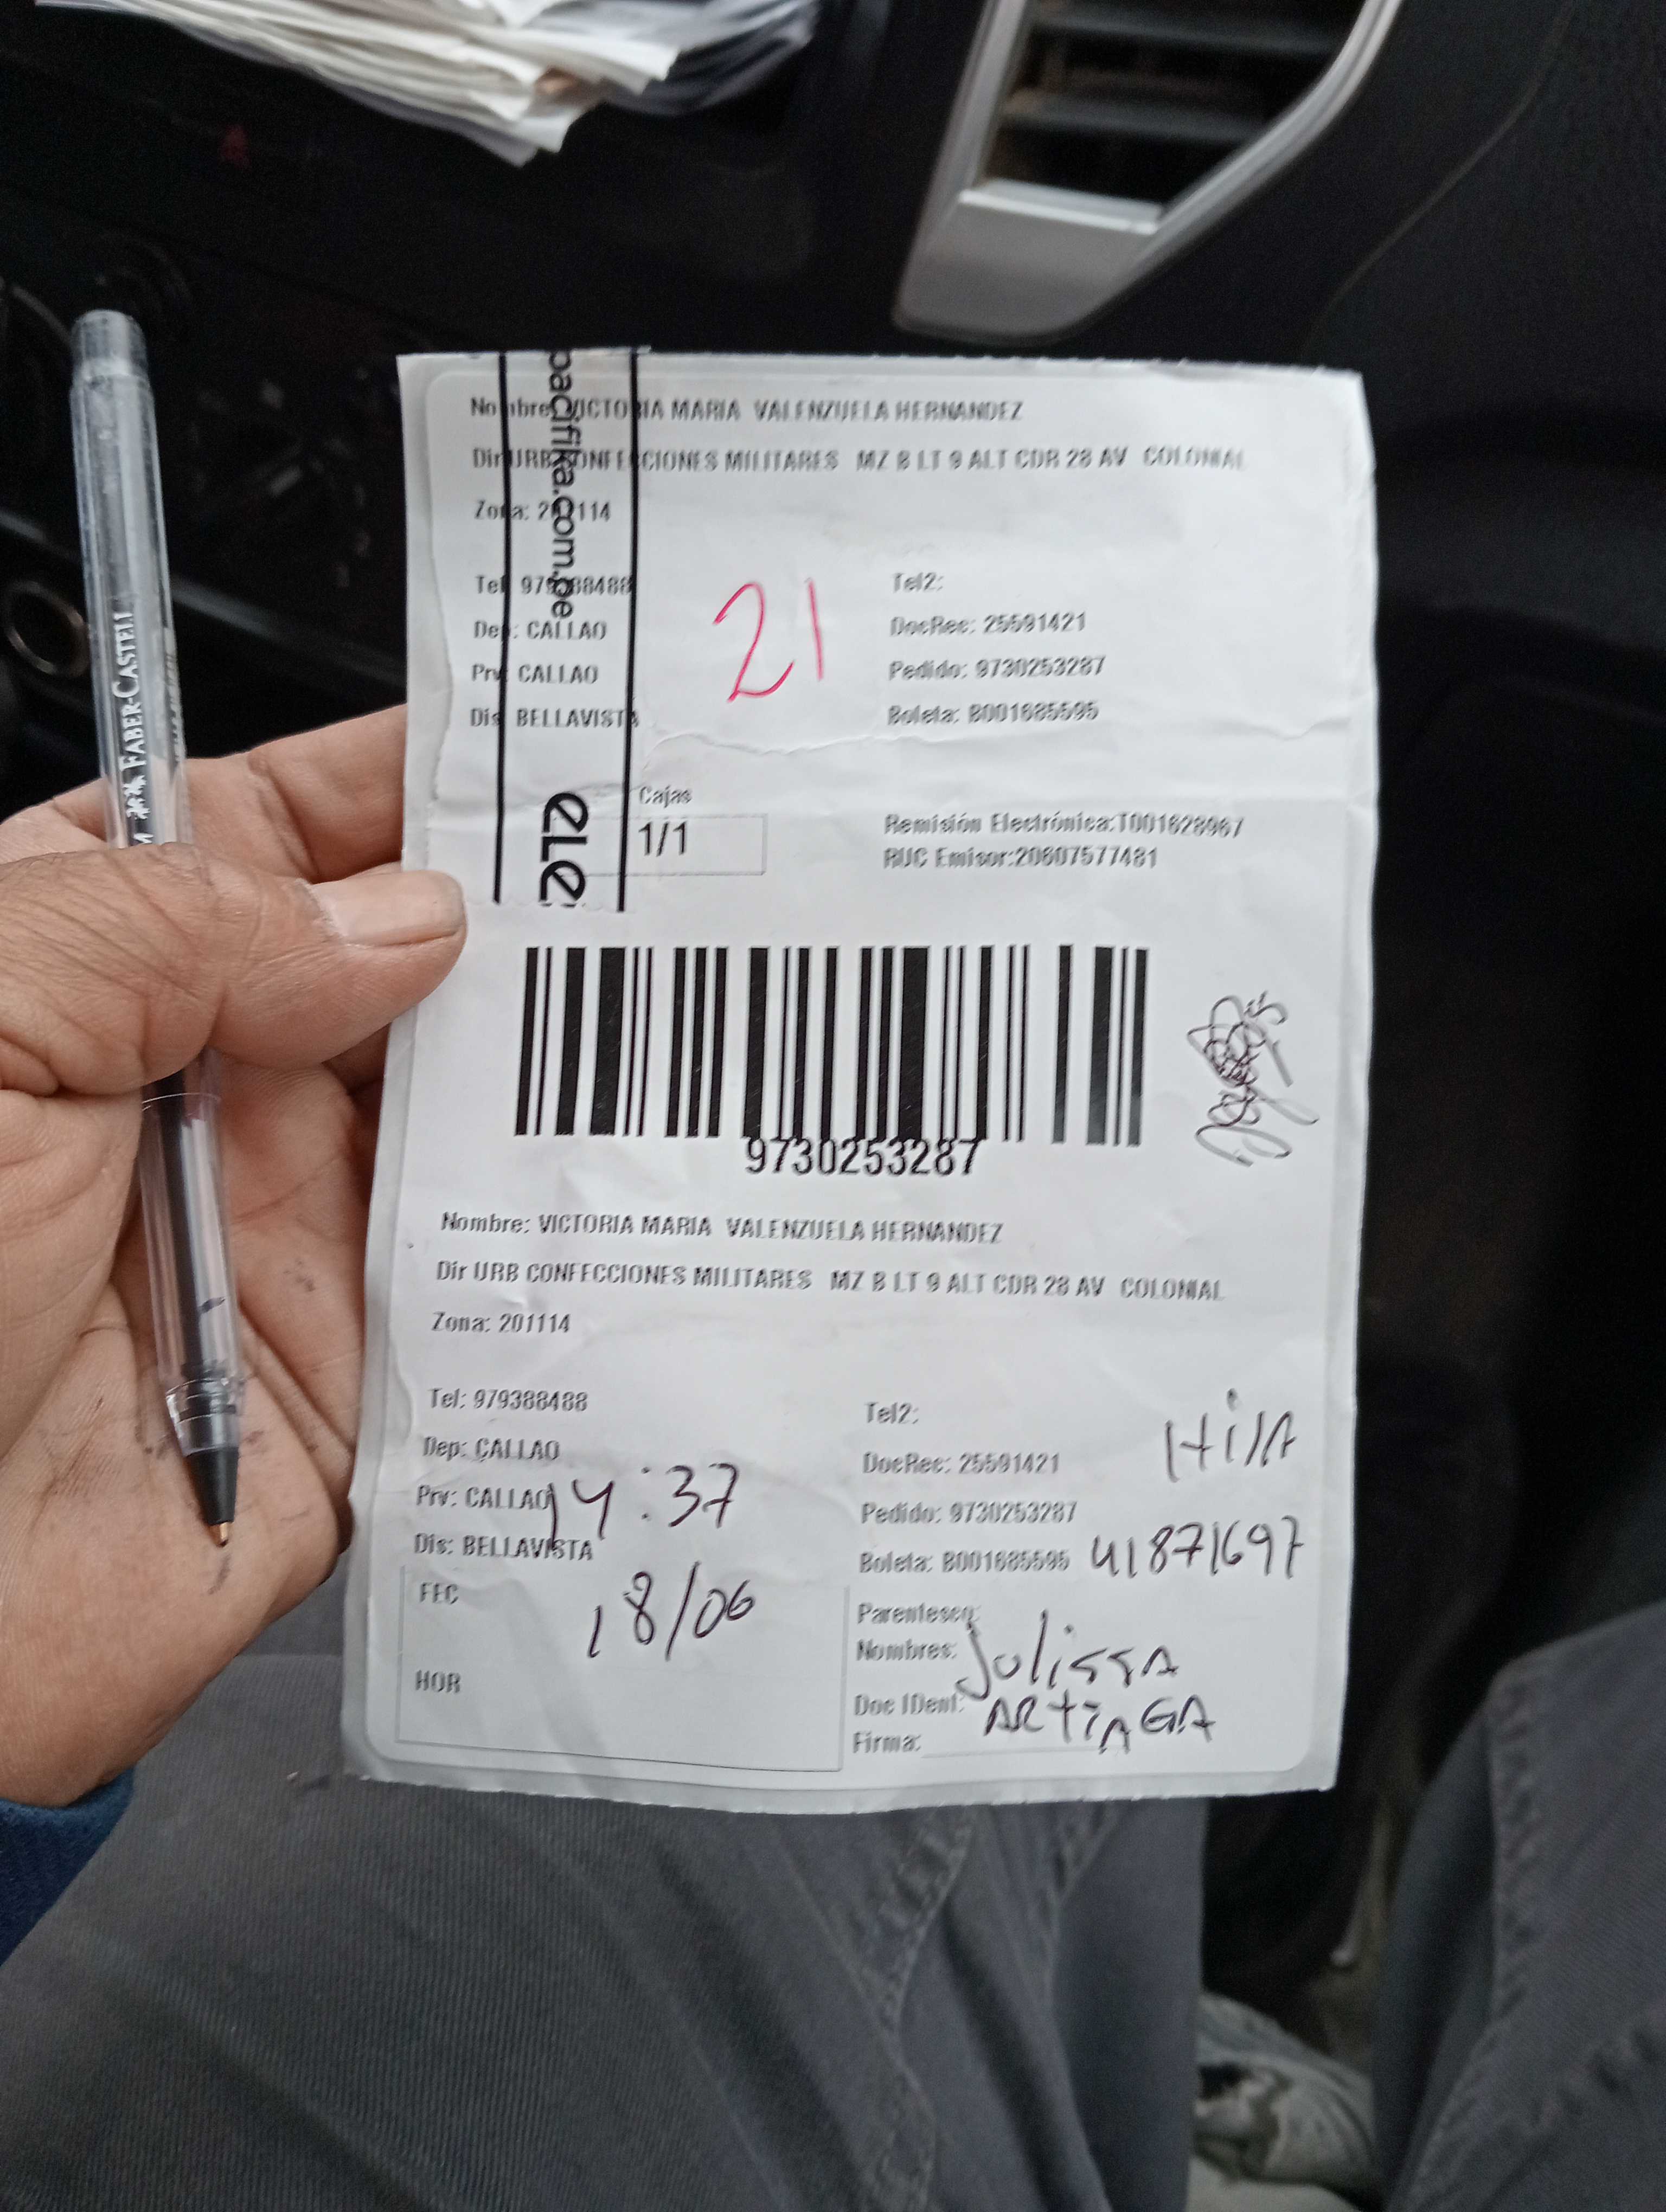 Nombre: VICTORIA MARIA VALENZUELA HERNANDEZ
Dir URB CONFECCIONES MILITARES MZ B LT 9 ALT CDR 28 AV COLONIAL
Zona: 201114
Tel: 979388488
Tel2:
Dep: CALLAO
DocRec: 25591421
Prv: CALLAO
Pedido: 9730253287
Dis: BELLAVISTA
Boleta: B001685595
21
pacifika.com.pe
ele
Cajas
1/1
Remisión Electrónica:T001628967
RUC Emisor:20607577481
9730253287
Nombre: VICTORIA MARIA VALENZUELA HERNANDEZ
Dir URB CONFECCIONES MILITARES MZ B LT 9 ALT CDR 28 AV COLONIAL
Zona: 201114
Tel: 979388488
Tel2:
Dep: CALLAO
DocRec: 25591421
HiJA
Prv: CALLAO
14:37
Pedido: 9730253287
Dis: BELLAVISTA
Boleta: B001685595
41871697
FEC
18/06
Parentesco:
Nombres: JulissA
HOR
Doc IDent: ARtiAGA
Firma:
FABER-CASTELL